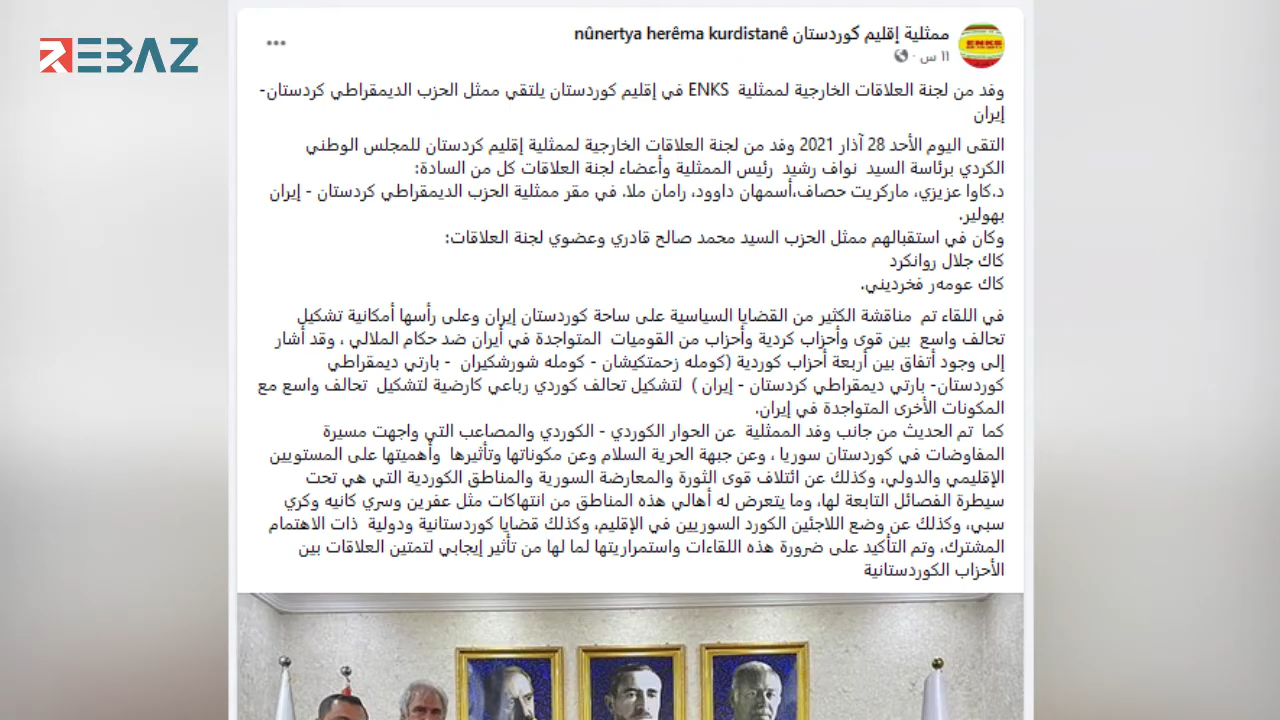 REBAZ
ممثلية إقليم كوردستان nûnertya herêma kurdistanê
١١ س ·
ENKS
وفد من لجنة العلاقات الخارجية لممثلية ENKS في إقليم كوردستان يلتقي ممثل الحزب الديمقراطي كردستان-
إيران
التقى اليوم الأحد 28 آذار 2021 وفد من لجنة العلاقات الخارجية لممثلية إقليم كردستان للمجلس الوطني
الكردي برئاسة السيد نواف رشيد رئيس الممثلية وأعضاء لجنة العلاقات كل من السادة:
د.كاوا عزيزي، ماركريت حصاف،أسمهان داوود، رامان ملا. في مقر ممثلية الحزب الديمقراطي كردستان - إيران
بهولير.
وكان في استقبالهم ممثل الحزب السيد محمد صالح قادري وعضوي لجنة العلاقات:
كاك جلال روانكرد
كاك عومەر فخرديني.
في اللقاء تم مناقشة الكثير من القضايا السياسية على ساحة كوردستان إيران وعلى رأسها أمكانية تشكيل
تحالف واسع بين قوى وأحزاب كردية وأحزاب من القوميات المتواجدة في أيران ضد حكام الملالي ، وقد أشار
إلى وجود أتفاق بين أربعة أحزاب كوردية (كومله زحمتكيشان - كومله شورشكيران - بارتي ديمقراطي
كوردستان- بارتي ديمقراطي كردستان - إيران ) لتشكيل تحالف كوردي رباعي كارضية لتشكيل تحالف واسع مع
المكونات الأخرى المتواجدة في إيران.
كما تم الحديث من جانب وفد الممثلية عن الحوار الكوردي - الكوردي والمصاعب التي واجهت مسيرة
المفاوضات في كوردستان سوريا ، وعن جبهة الحرية السلام وعن مكوناتها وتأثيرها وأهميتها على المستويين
الإقليمي والدولي، وكذلك عن ائتلاف قوى الثورة والمعارضة السورية والمناطق الكوردية التي هي تحت
سيطرة الفصائل التابعة لها، وما يتعرض له أهالي هذه المناطق من انتهاكات مثل عفرين وسري كانيه وكري
سبي، وكذلك عن وضع اللاجئين الكورد السوريين في الإقليم، وكذلك قضايا كوردستانية ودولية ذات الاهتمام
المشترك، وتم التأكيد على ضرورة هذه اللقاءات واستمراريتها لما لها من تأثير إيجابي لتمتين العلاقات بين
الأحزاب الكوردستانية